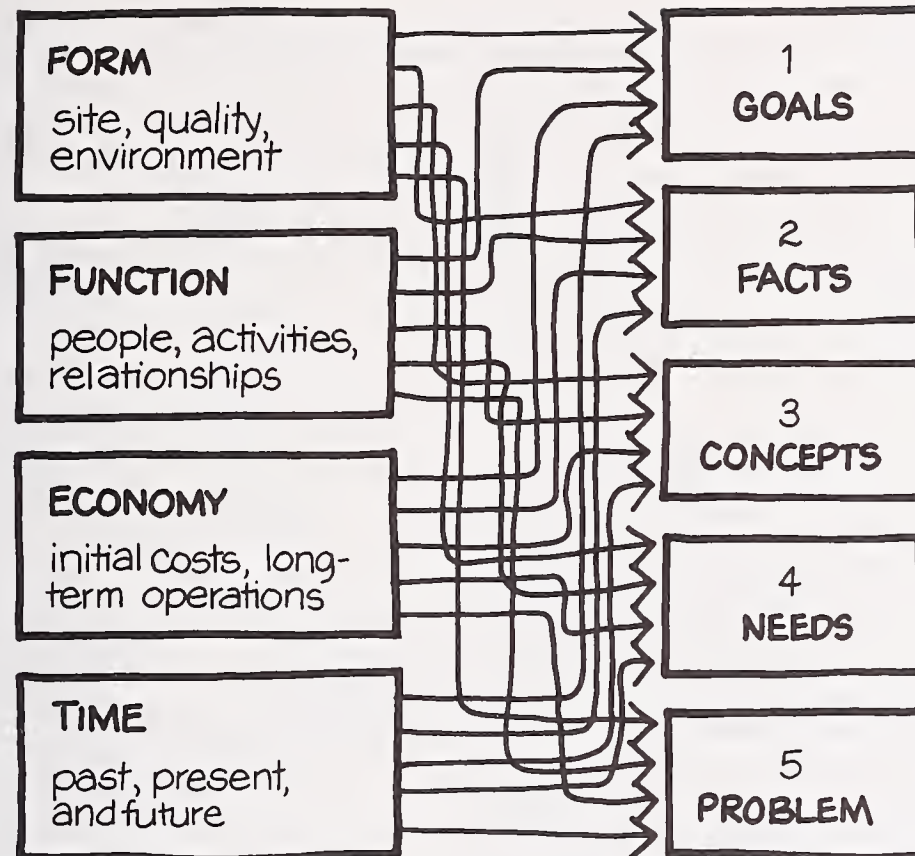 FORM
site, quality,
environment
FUNCTION
people, activities,
relationships
ECONOMY
initial costs, long-
term operations
TIME
past, present,
and future
1
GOALS
2
FACTS
3
CONCEPTS
4
NEEDS
5
PROBLEM